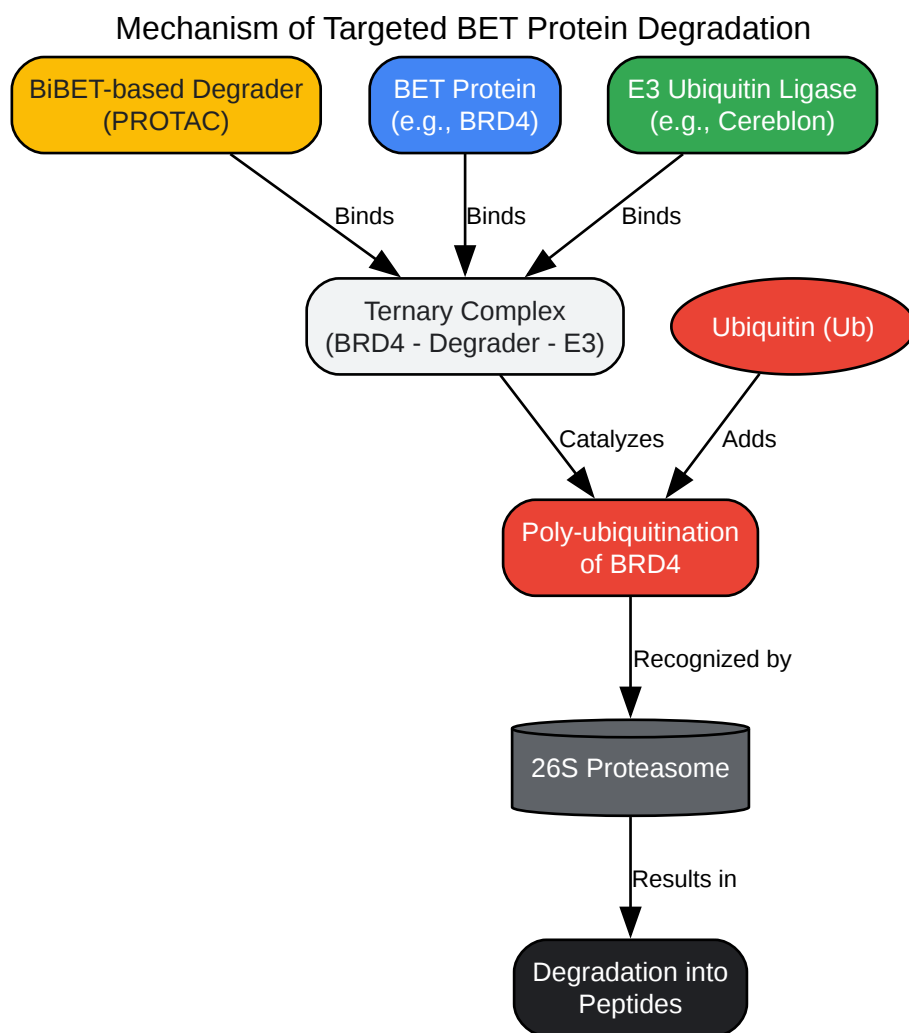 Mechanism of Targeted BET Protein Degradation
BiBET-based Degrader
(PROTAC)
BET Protein
(e.g., BRD4)
E3 Ubiquitin Ligase
(e.g., Cereblon)
Binds
Binds
Binds
Ternary Complex
(BRD4 - Degrader - E3)
Ubiquitin (Ub)
Catalyzes
Adds
Poly-ubiquitination
of BRD4
Recognized by
26S Proteasome
Results in
Degradation into
Peptides